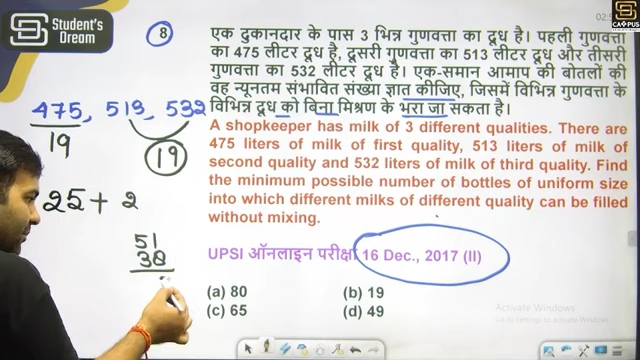 Student's
Dream
SD
CAMPUS
8
एक दुकानदार के पास 3 भिन्न गुणवत्ता का दूध है। पहली गुणवत्ता
का 475 लीटर दूध है, दूसरी गुणवत्ता का 513 लीटर दूध और तीसरी
गुणवत्ता का 532 लीटर दूध है। एक-समान आमाप की बोतलों की
वह न्यूनतम संभावित संख्या ज्ञात कीजिए, जिसमें विभिन्न गुणवत्ता के
विभिन्न दूध को बिना मिश्रण के भरा जा सकता है।
475, 513, 532
19
19
25 + 2
51
38
A shopkeeper has milk of 3 different qualities. There are
475 liters of milk of first quality, 513 liters of milk of
second quality and 532 liters of milk of third quality. Find
the minimum possible number of bottles of uniform size
into which different milks of different quality can be filled
without mixing.
UPSI ऑनलाइन परीक्षा 16 Dec., 2017 (II)
(a) 80 (b) 19
(c) 65 (d) 49
Activate Windows